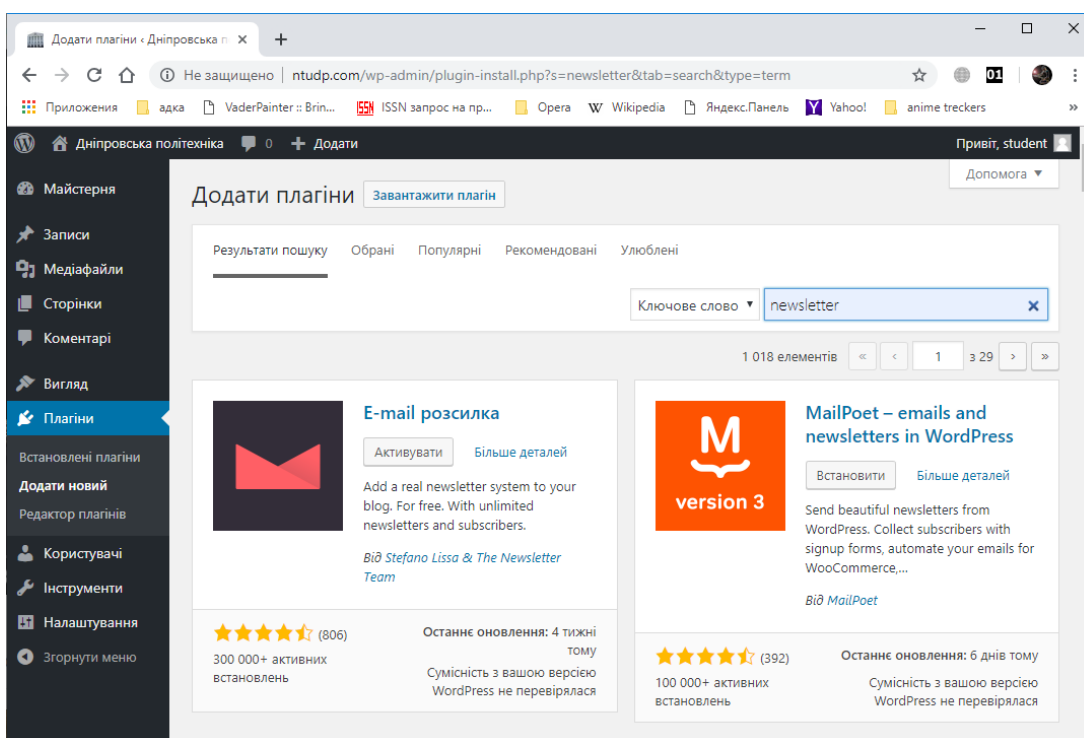 Додати плагіни ‹ Дніпровська п
Не защищено | ntudp.com/wp-admin/plugin-install.php?s=newsletter&tab=search&type=term
01
Приложения адка VaderPainter :: Brin... ISSN ISSN запрос на пр... Opera W Wikipedia Яндекс.Панель Y Yahoo! anime treckers »
Дніпровська політехніка 0 + Додати Привіт, student
Допомога
Майстерня
Записи
Медіафайли
Сторінки
Коментарі
Вигляд
Плагіни
Встановлені плагіни
Додати новий
Редактор плагінів
Користувачі
Інструменти
Налаштування
Згорнути меню
Додати плагіни Завантажити плагін
Результати пошуку Обрані Популярні Рекомендовані Улюблені
Ключове слово newsletter
1 018 елементів « ‹ 1 з 29 › »
E-mail розсилка
Активувати Більше деталей
Add a real newsletter system to your
blog. For free. With unlimited
newsletters and subscribers.
Від Stefano Lissa & The Newsletter
Team
(806)
300 000+ активних
встановлень
Останнє оновлення: 4 тижні
тому
Сумісність з вашою версією
WordPress не перевірялася
M
version 3
MailPoet – emails and
newsletters in WordPress
Встановити Більше деталей
Send beautiful newsletters from
WordPress. Collect subscribers with
signup forms, automate your emails for
WooCommerce,...
Від MailPoet
(392)
100 000+ активних
встановлень
Останнє оновлення: 6 днів тому
Сумісність з вашою версією
WordPress не перевірялася